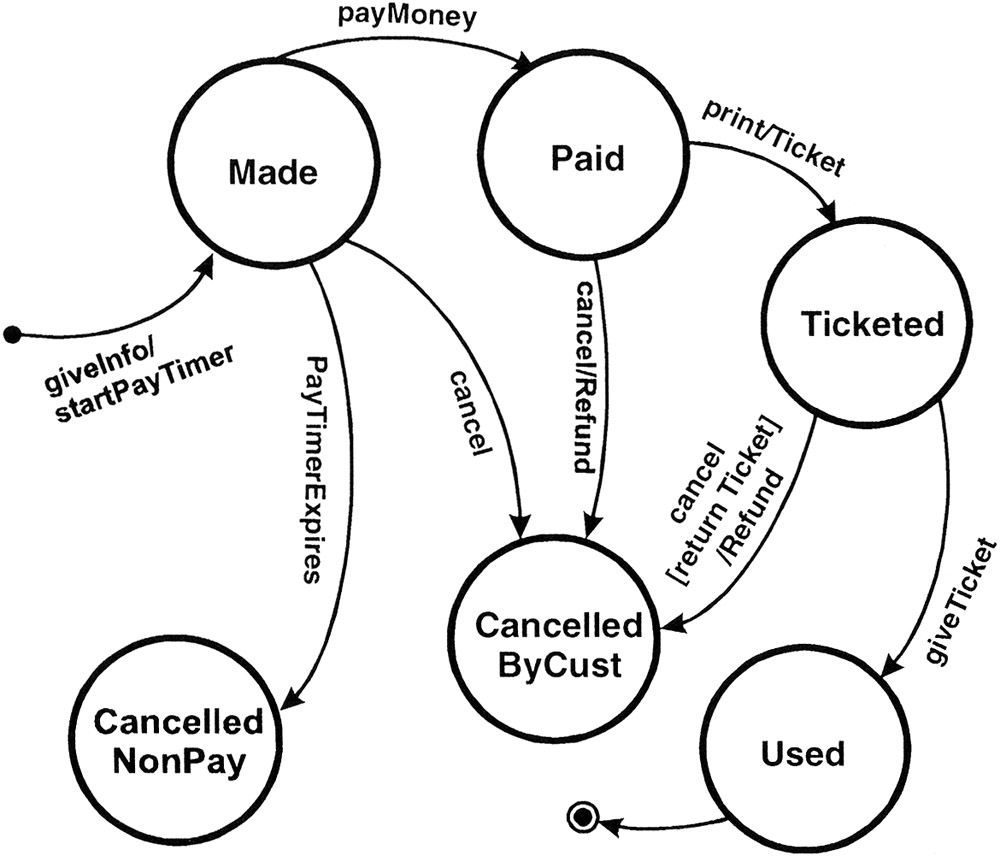 payMoney
Made
Paid
print/Ticket
Ticketed
giveInfo/
startPayTimer
PayTimerExpires
cancel
cancel/Refund
cancel
[return Ticket]
/Refund
giveTicket
Cancelled
NonPay
Cancelled
ByCust
Used